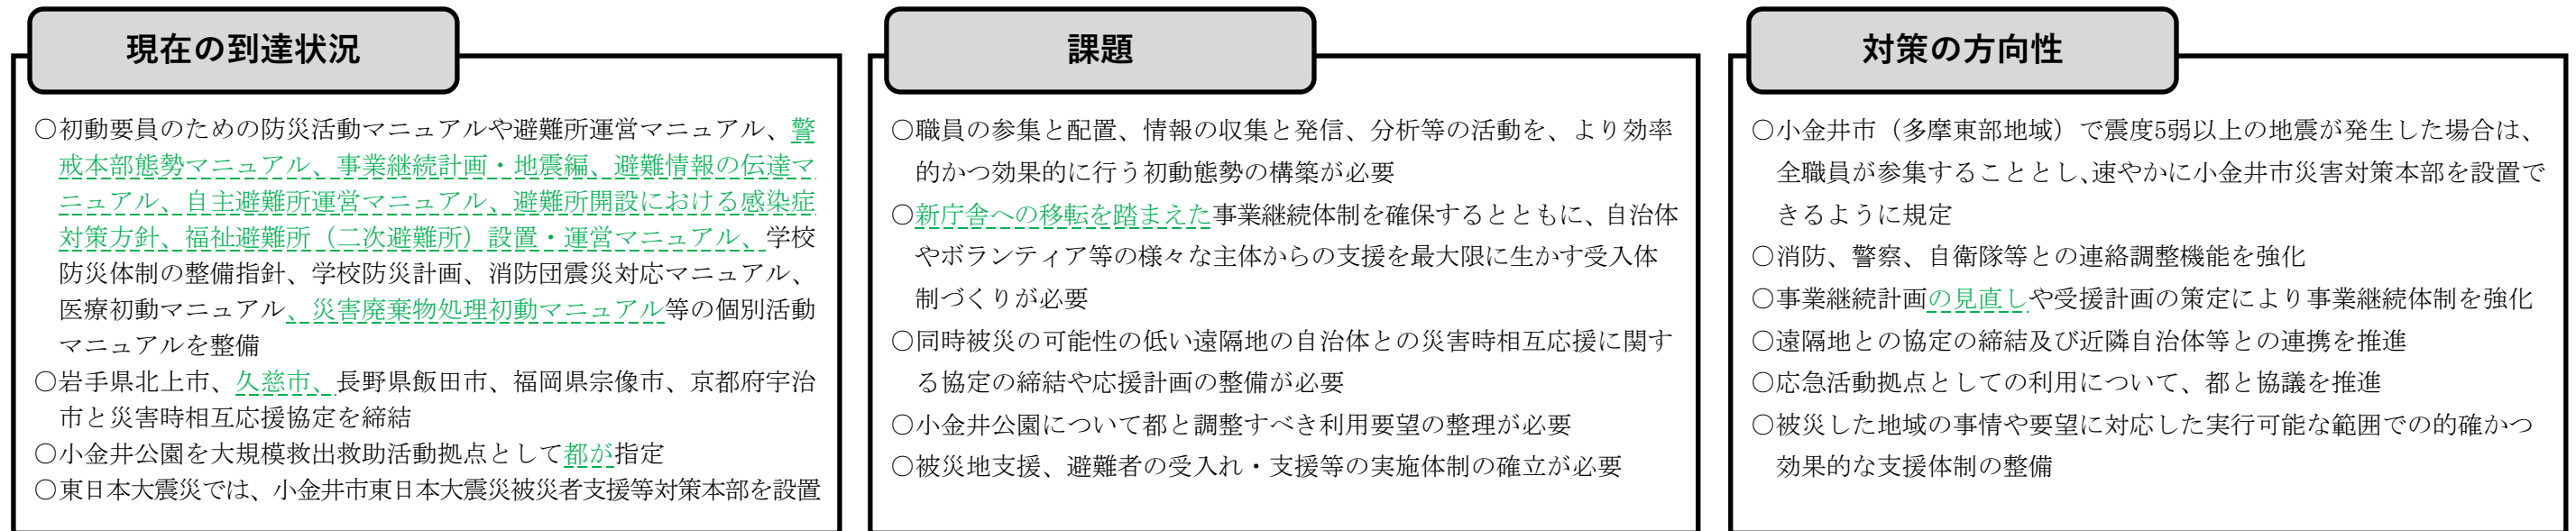 現在の到達状況
〇初動要員のための防災活動マニュアルや避難所運営マニュアル、警
戒本部態勢マニュアル、事業継続計画・地震編、避難情報の伝達マ
ニュアル、自主避難所運営マニュアル、避難所開設における感染症
対策方針、福祉避難所（二次避難所）設置・運営マニュアル、学校
防災体制の整備指針、学校防災計画、消防団震災対応マニュアル、
医療初動マニュアル、災害廃棄物処理初動マニュアル等の個別活動
マニュアルを整備
〇岩手県北上市、久慈市、長野県飯田市、福岡県宗像市、京都府宇治
市と災害時相互応援協定を締結
〇小金井公園を大規模救出救助活動拠点として都が指定
〇東日本大震災では、小金井市東日本大震災被災者支援等対策本部を設置
課題
〇職員の参集と配置、情報の収集と発信、分析等の活動を、より効率
的かつ効果的に行う初動態勢の構築が必要
〇新庁舎への移転を踏まえた事業継続体制を確保するとともに、自治体
やボランティア等の様々な主体からの支援を最大限に生かす受入体
制づくりが必要
〇同時被災の可能性の低い遠隔地の自治体との災害時相互応援に関す
る協定の締結や応援計画の整備が必要
〇小金井公園について都と調整すべき利用要望の整理が必要
〇被災地支援、避難者の受入れ・支援等の実施体制の確立が必要
対策の方向性
〇小金井市（多摩東部地域）で震度5弱以上の地震が発生した場合は、
全職員が参集することとし、速やかに小金井市災害対策本部を設置で
きるように規定
〇消防、警察、自衛隊等との連絡調整機能を強化
〇事業継続計画の見直しや受援計画の策定により事業継続体制を強化
〇遠隔地との協定の締結及び近隣自治体等との連携を推進
〇応急活動拠点としての利用について、都と協議を推進
〇被災した地域の事情や要望に対応した実行可能な範囲での的確かつ
効果的な支援体制の整備